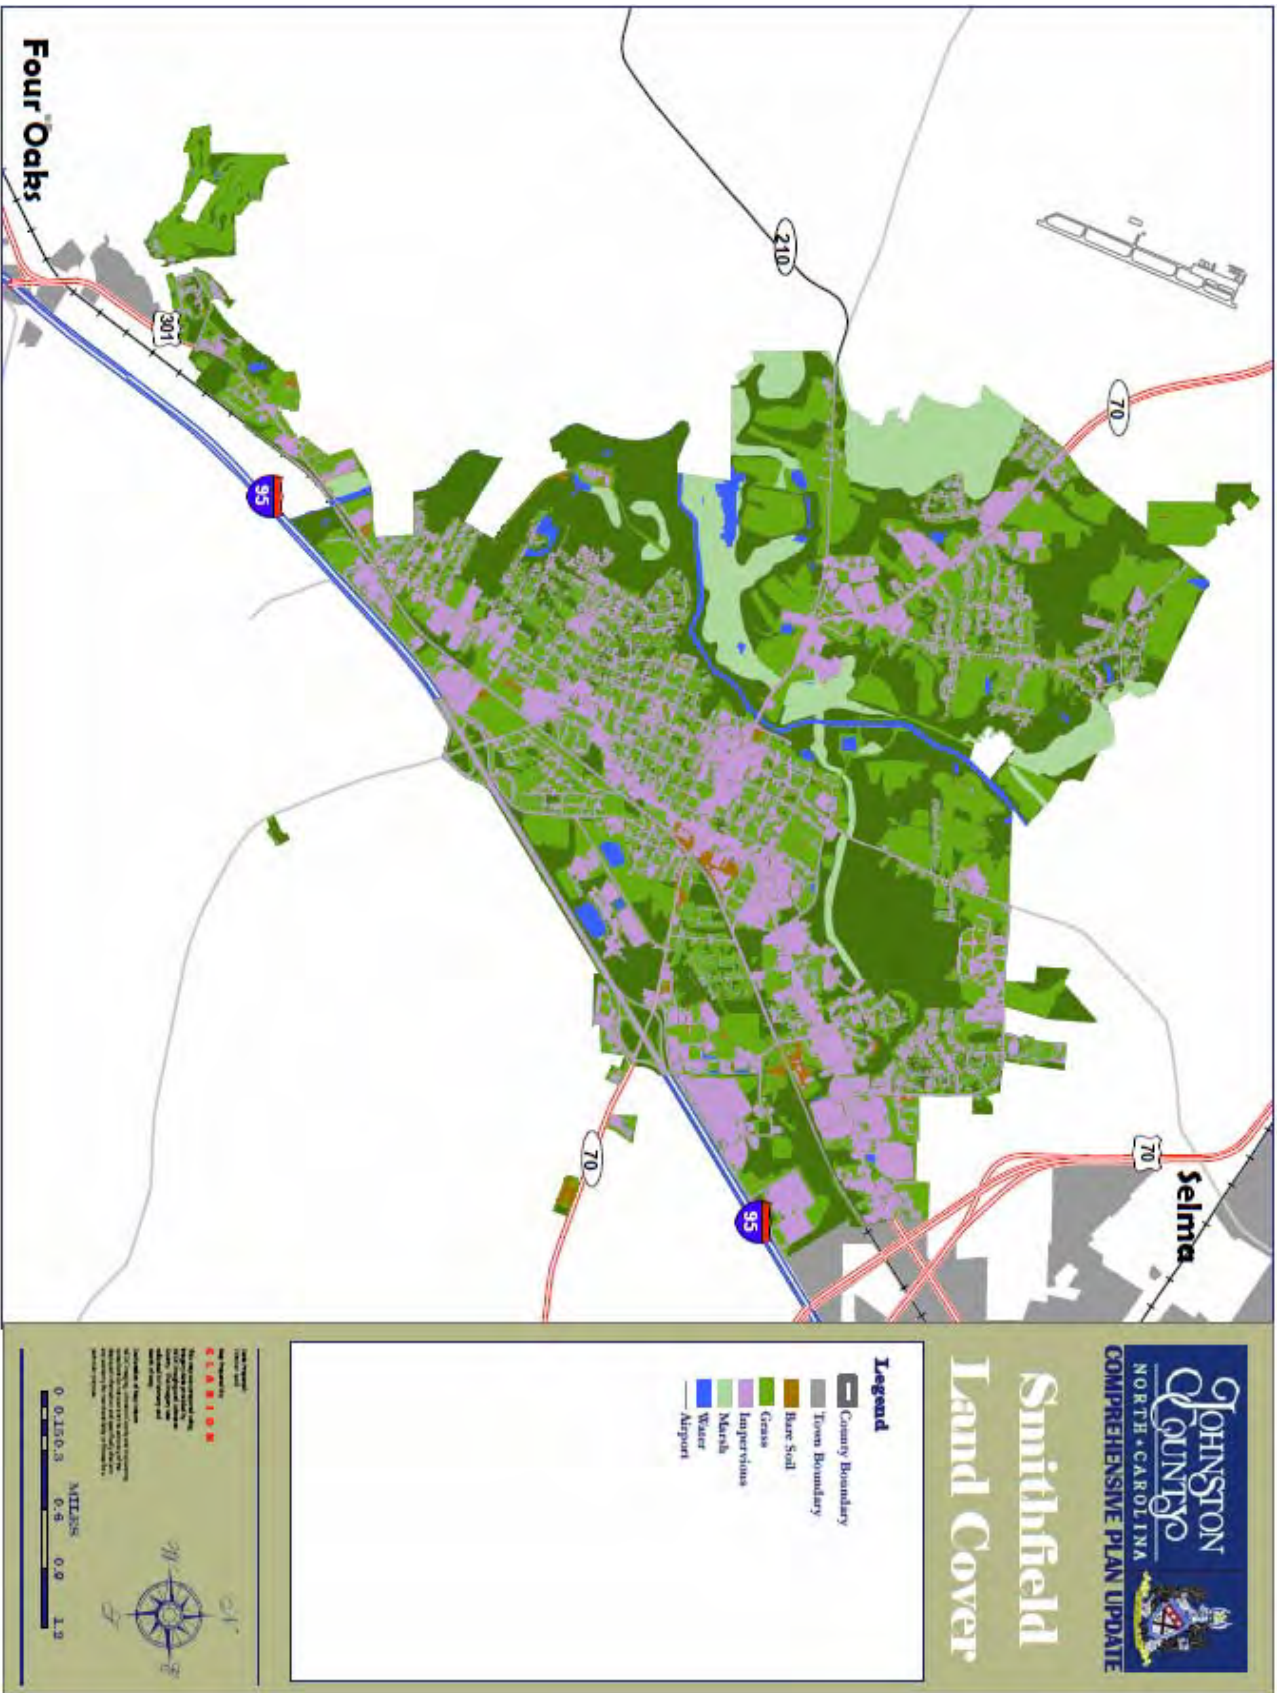 JOHNSTON
COUNTY
NORTH • CAROLINA
COMPREHENSIVE PLAN UPDATE
Smithfield
Land Cover
Legend
County Boundary
Town Boundary
Bare Soil
Grass
Impervious
Marsh
Water
Airport
CLARION
N
W
E
S
MILES
0 0.15 0.3 0.6 0.9 1.2
Four Oaks
Selma
210
70
70
70
301
95
95